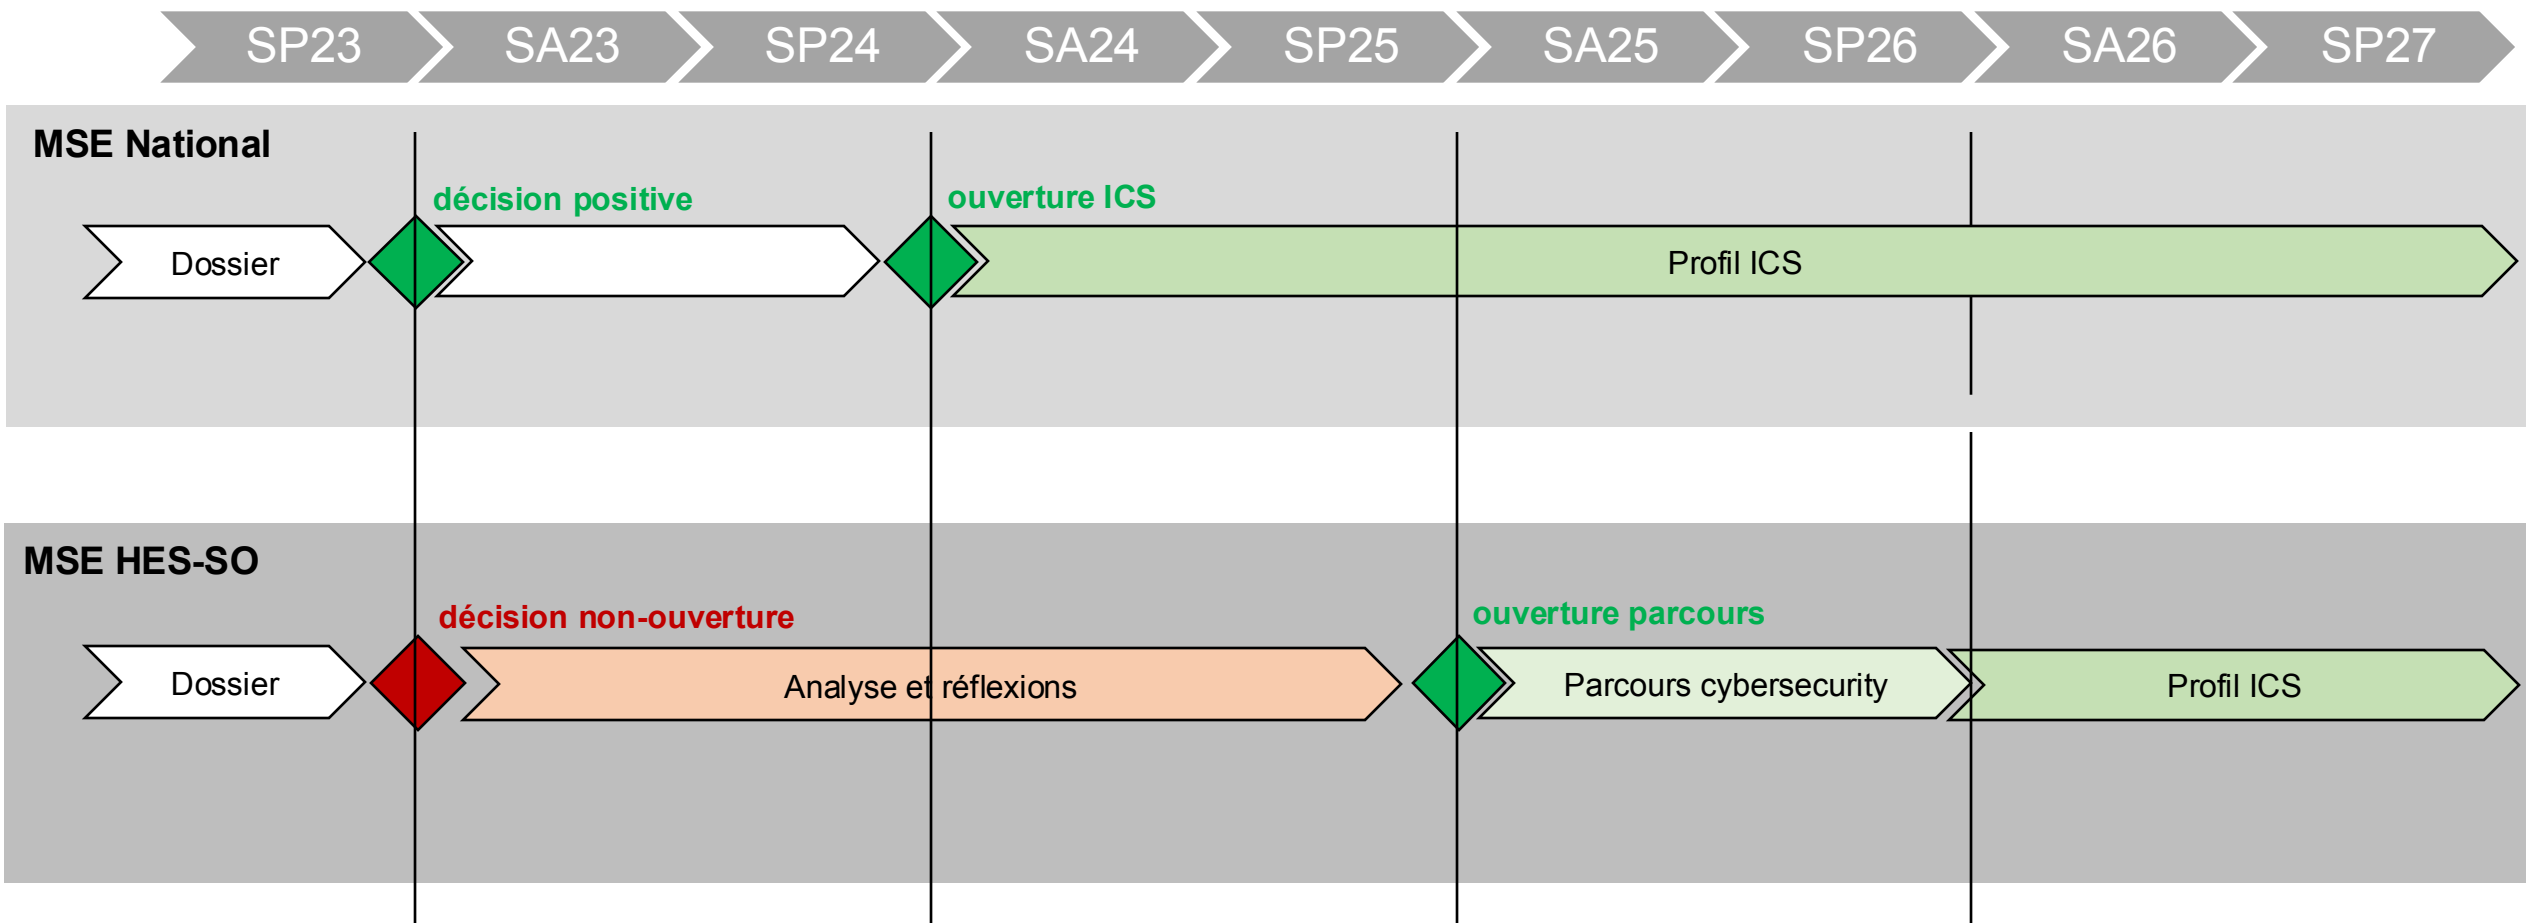 SP23 SA23 SP24 SA24 SP25 SA25 SP26 SA26 SP27
MSE National
décision positive
ouverture ICS
Dossier
Profil ICS
MSE HES-SO
décision non-ouverture
ouverture parcours
Dossier
Analyse et réflexions
Parcours cybersecurity
Profil ICS